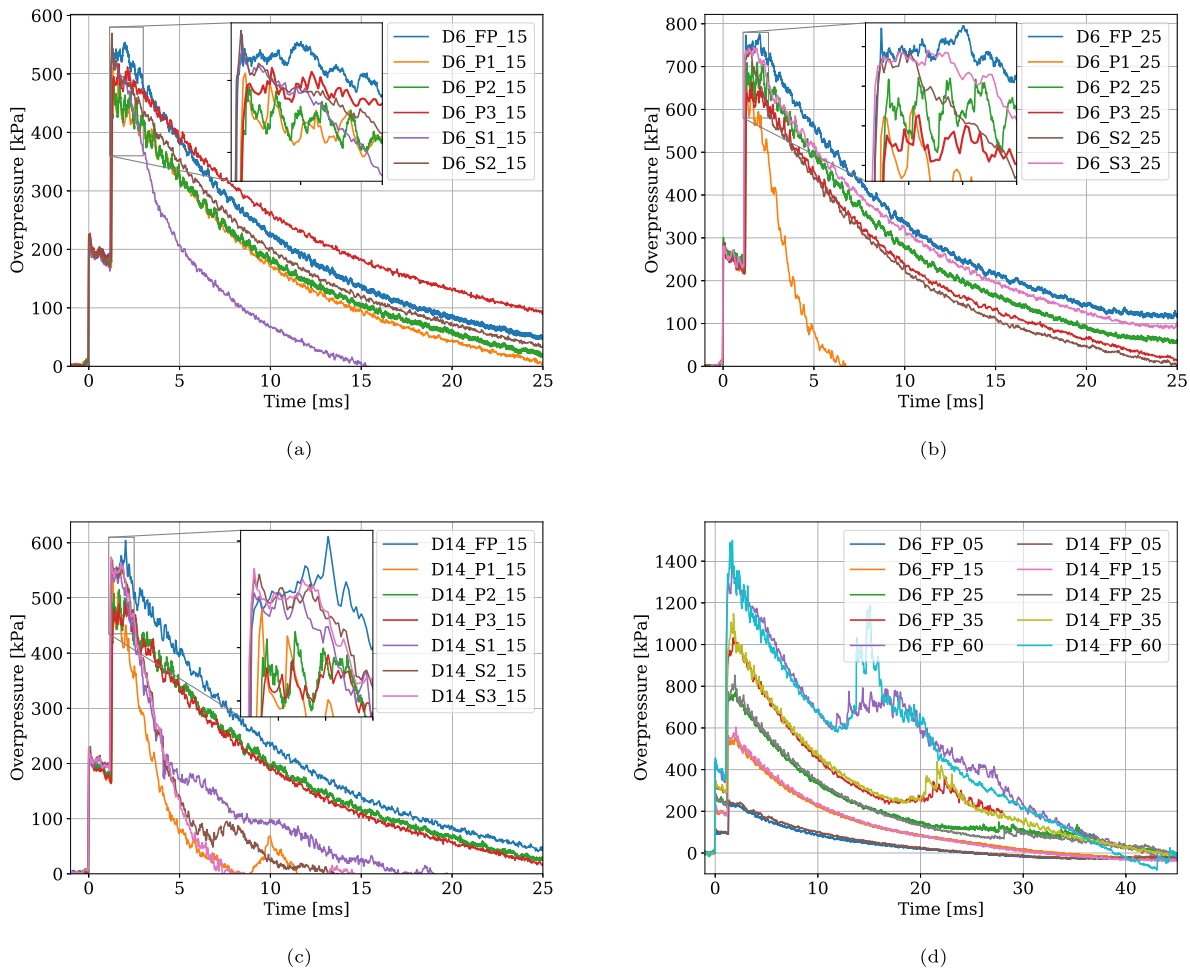 600
500
400
300
200
100
0
Overpressure [kPa]
D6_FP_15
D6_P1_15
D6_P2_15
D6_P3_15
D6_S1_15
D6_S2_15
0 5 10 15 20 25
Time [ms]
(a)
800
700
600
500
400
300
200
100
0
Overpressure [kPa]
D6_FP_25
D6_P1_25
D6_P2_25
D6_P3_25
D6_S2_25
D6_S3_25
0 5 10 15 20 25
Time [ms]
(b)
600
500
400
300
200
100
0
Overpressure [kPa]
D14_FP_15
D14_P1_15
D14_P2_15
D14_P3_15
D14_S1_15
D14_S2_15
D14_S3_15
0 5 10 15 20 25
Time [ms]
(c)
1400
1200
1000
800
600
400
200
0
Overpressure [kPa]
D6_FP_05 D14_FP_05
D6_FP_15 D14_FP_15
D6_FP_25 D14_FP_25
D6_FP_35 D14_FP_35
D6_FP_60 D14_FP_60
0 10 20 30 40
Time [ms]
(d)